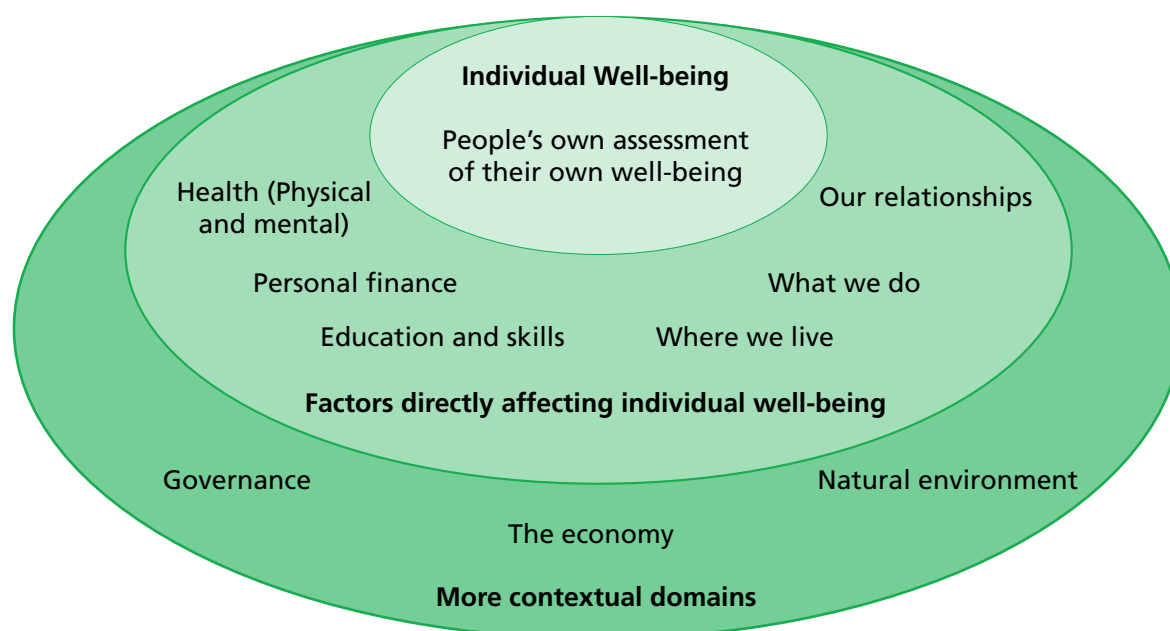 Individual Well-being
People’s own assessment
of their own well-being
Health (Physical
and mental)
Our relationships
Personal finance
What we do
Education and skills
Where we live
Factors directly affecting individual well-being
Governance
Natural environment
The economy
More contextual domains